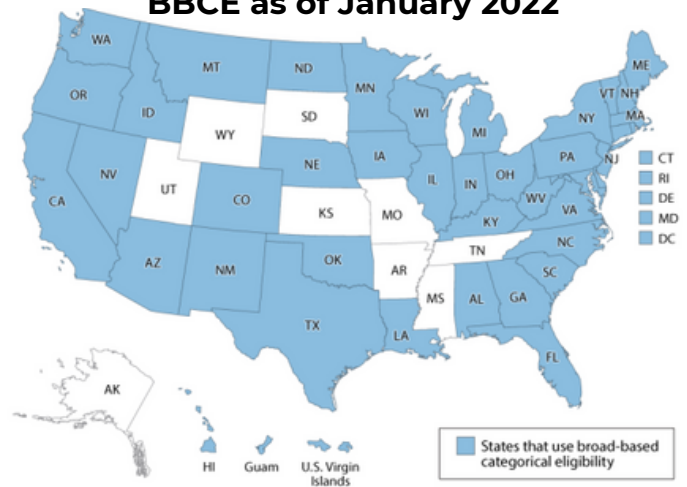 BBCE as of January 2022
WA
MT
ND
MN
ME
OR
ID
WY
SD
WI
MI
VT
NH
NY
MA
NV
UT
NE
IA
PA
NJ
CT
CA
CO
IL
IN
OH
RI
KS
MO
WV
VA
DE
KY
MD
AZ
NM
OK
AR
TN
NC
DC
SC
TX
LA
MS
AL
GA
FL
AK
HI
Guam
U.S. Virgin
Islands
States that use broad-based
categorical eligibility